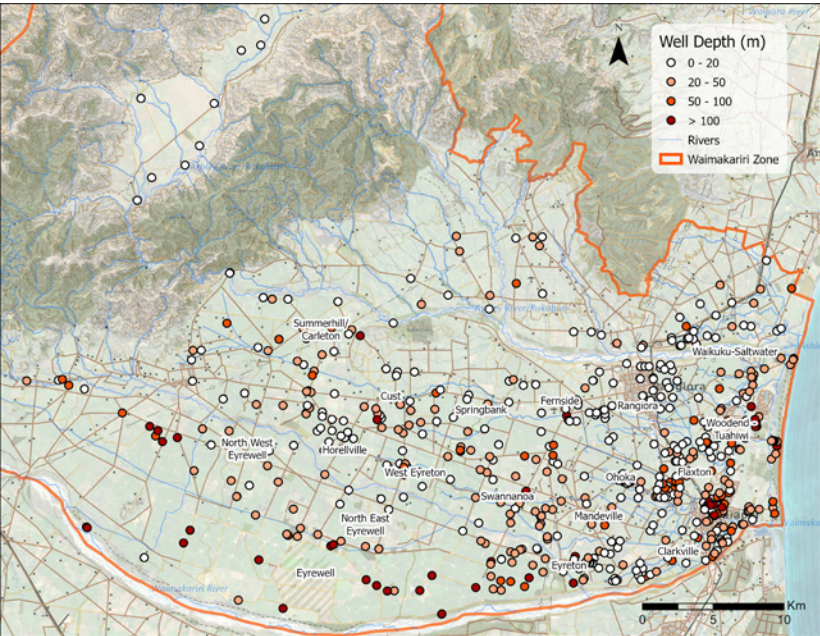 Waimakariri River
N
Well Depth (m)
0 - 20
20 - 50
50 - 100
> 100
Rivers
Waimakariri Zone
Summerhill/
Carleton
Waikuku-Saltwater
Cust
Springbank
Fernside
Rangiora
Woodend -
Tuahiwi
North West
Eyrewell
Horellville
West Eyreton
Ohoka
Flaxton
Swannanoa
Mandeville
North East
Eyrewell
Clarkville
Eyreton
Eyrewell
Km
0
5
10